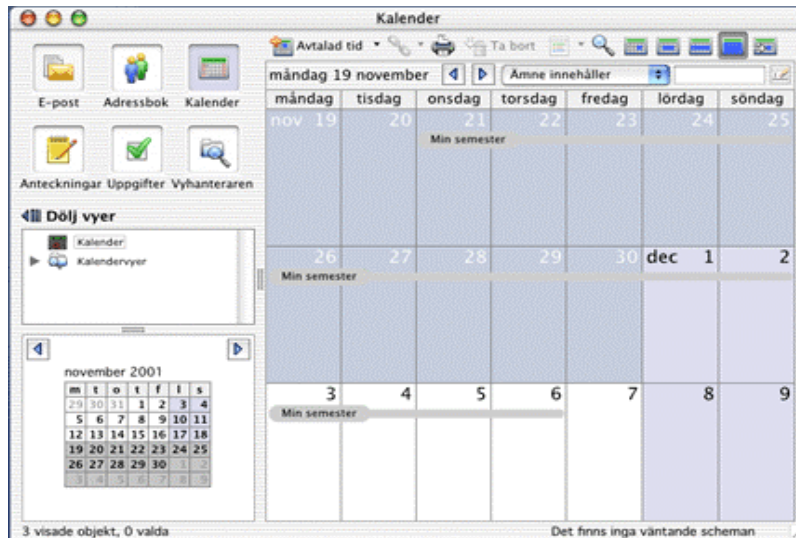 Kalender
E-post Adressbok Kalender
Anteckningar Uppgifter Vyhanteraren
Dölj vyer
Kalender
Kalendervyer
november 2001
m t o t f l s
29 30 31 1 2 3 4
5 6 7 8 9 10 11
12 13 14 15 16 17 18
19 20 21 22 23 24 25
26 27 28 29 30 1 2
3 4 5 6 7 8 9
Avtalad tid Ta bort
måndag 19 november Ämne innehåller
måndag tisdag onsdag torsdag fredag lördag söndag
nov 19 20 21 22 23 24 25
Min semester
26 27 28 29 30 dec 1 2
Min semester
3 4 5 6 7 8 9
Min semester
3 visade objekt, 0 valda
Det finns inga väntande scheman